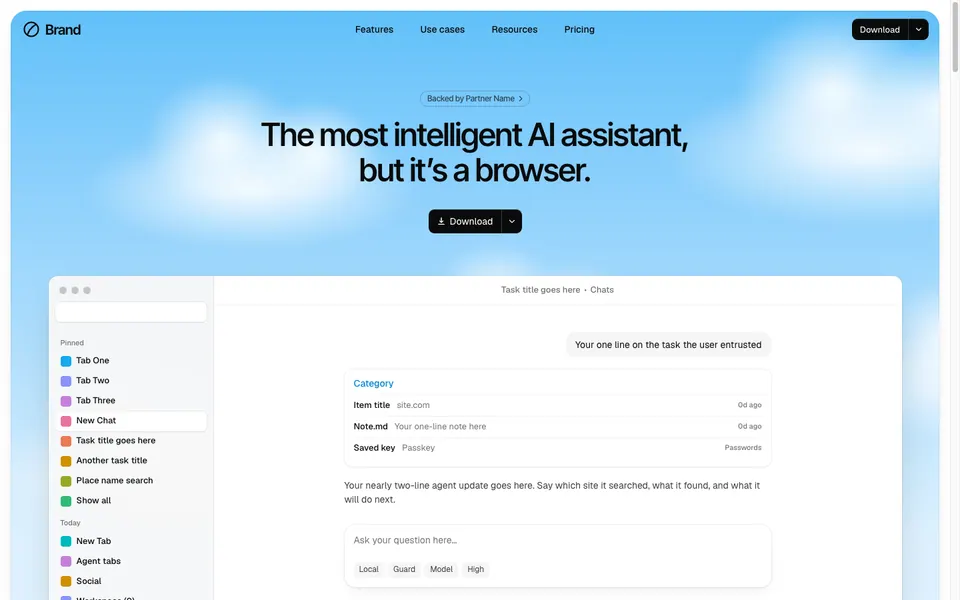 Brand
Features
Use cases
Resources
Pricing
Download
Backed by Partner Name
The most intelligent AI assistant,
but it's a browser.
Download
Task title goes here • Chats
Pinned
Tab One
Tab Two
Tab Three
New Chat
Task title goes here
Another task title
Place name search
Show all
Today
New Tab
Agent tabs
Social
Your one line on the task the user entrusted
Category
Item title site.com 0d ago
Note.md Your one-line note here 0d ago
Saved key Passkey Passwords
Your nearly two-line agent update goes here. Say which site it searched, what it found, and what it
will do next.
Ask your question here...
Local Guard Model High